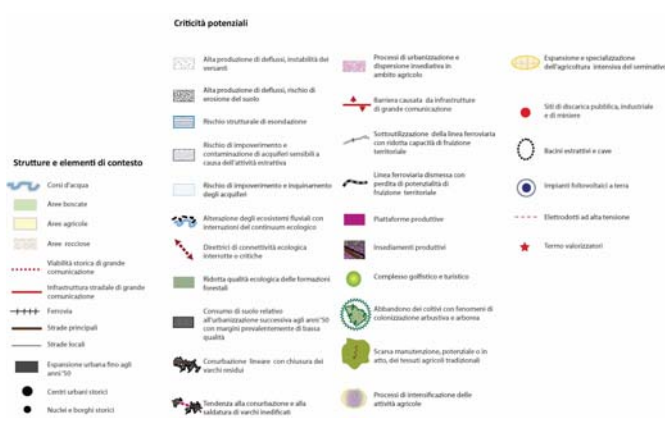 Criticità potenziali
Alta produzione di deflussi, instabilità dei
versanti
Alta produzione di deflussi, rischio di
erosione del suolo
Rischio strutturale di esondazione
Rischio di impoverimento e
contaminazione di acquiferi sensibili a
causa dell'attività estrattiva
Rischio di impoverimento e inquinamento
degli acquiferi
Alterazione degli ecosistemi fluviali con
interruzioni del continuum ecologico
Direttrici di connettività ecologica
interrotte o critiche
Ridotta qualità ecologica delle formazioni
forestali
Consumo di suolo relativo
all'urbanizzazione successiva agli anni'50
con margini prevalentemente di bassa
qualità
Conurbazione lineare con chiusura dei
varchi residui
Tendenza alla conurbazione e alla
saldatura di varchi inedificati
Processi di urbanizzazione e
dispersione insediativa in
ambito agricolo
Barriera causata da infrastrutture
di grande comunicazione
Sottoutilizzazione della linea ferroviaria
con ridotta capacità di fruizione
territoriale
Linea ferroviaria dismessa con
perdita di potenzialità di
fruizione territoriale
Piattaforme produttive
Insediamenti produttivi
Complesso golfistico e turistico
Abbandono dei coltivi con fenomeni di
colonizzazione arbustiva e arborea
Scarsa manutenzione, potenziale o in
atto, dei tessuti agricoli tradizionali
Processi di intensificazione delle
attività agricole
Espansione e specializzazione
dell'agricoltura intensiva del seminativo
Siti di discarica pubblica, industriale
e di miniere
Bacini estrattivi e cave
Impianti fotovoltaici a terra
Elettrodotti ad alta tensione
Termo valorizzatori
Strutture e elementi di contesto
Corsi d'acqua
Aree boscate
Aree agricole
Aree rocciose
Viabilità storica di grande
comunicazione
Infrastruttura stradale di grande
comunicazione
Ferrovia
Strade principali
Strade locali
Espansione urbana fino agli
anni'50
Centri urbani storici
Nuclei e borghi storici